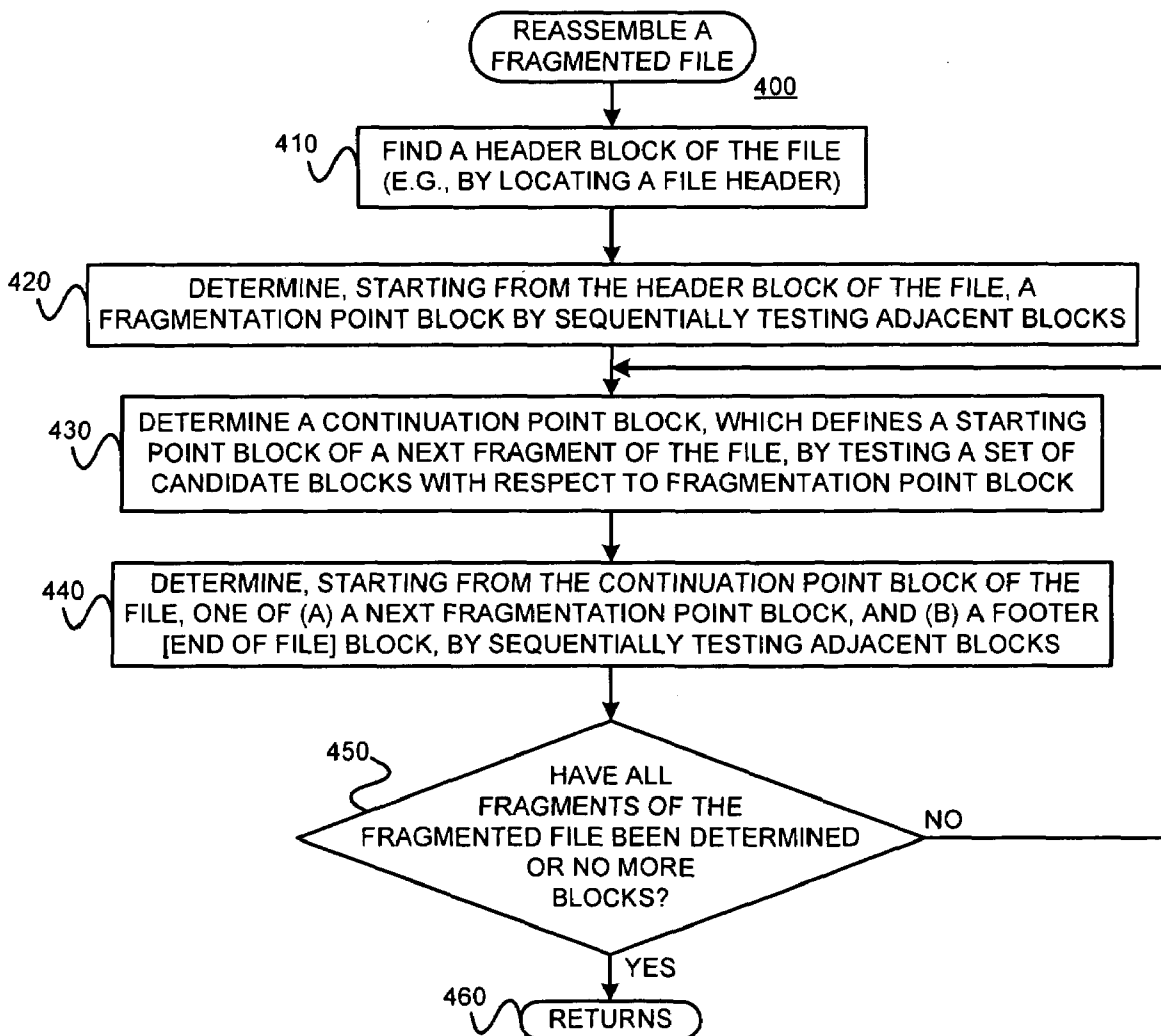 REASSEMBLE A
FRAGMENTED FILE
400
410
FIND A HEADER BLOCK OF THE FILE
(E.G., BY LOCATING A FILE HEADER)
420
DETERMINE, STARTING FROM THE HEADER BLOCK OF THE FILE, A
FRAGMENTATION POINT BLOCK BY SEQUENTIALLY TESTING ADJACENT BLOCKS
430
DETERMINE A CONTINUATION POINT BLOCK, WHICH DEFINES A STARTING
POINT BLOCK OF A NEXT FRAGMENT OF THE FILE, BY TESTING A SET OF
CANDIDATE BLOCKS WITH RESPECT TO FRAGMENTATION POINT BLOCK
440
DETERMINE, STARTING FROM THE CONTINUATION POINT BLOCK OF THE
FILE, ONE OF (A) A NEXT FRAGMENTATION POINT BLOCK, AND (B) A FOOTER
[END OF FILE] BLOCK, BY SEQUENTIALLY TESTING ADJACENT BLOCKS
450
HAVE ALL
FRAGMENTS OF THE
FRAGMENTED FILE BEEN DETERMINED
OR NO MORE
BLOCKS?
NO
YES
460
RETURNS